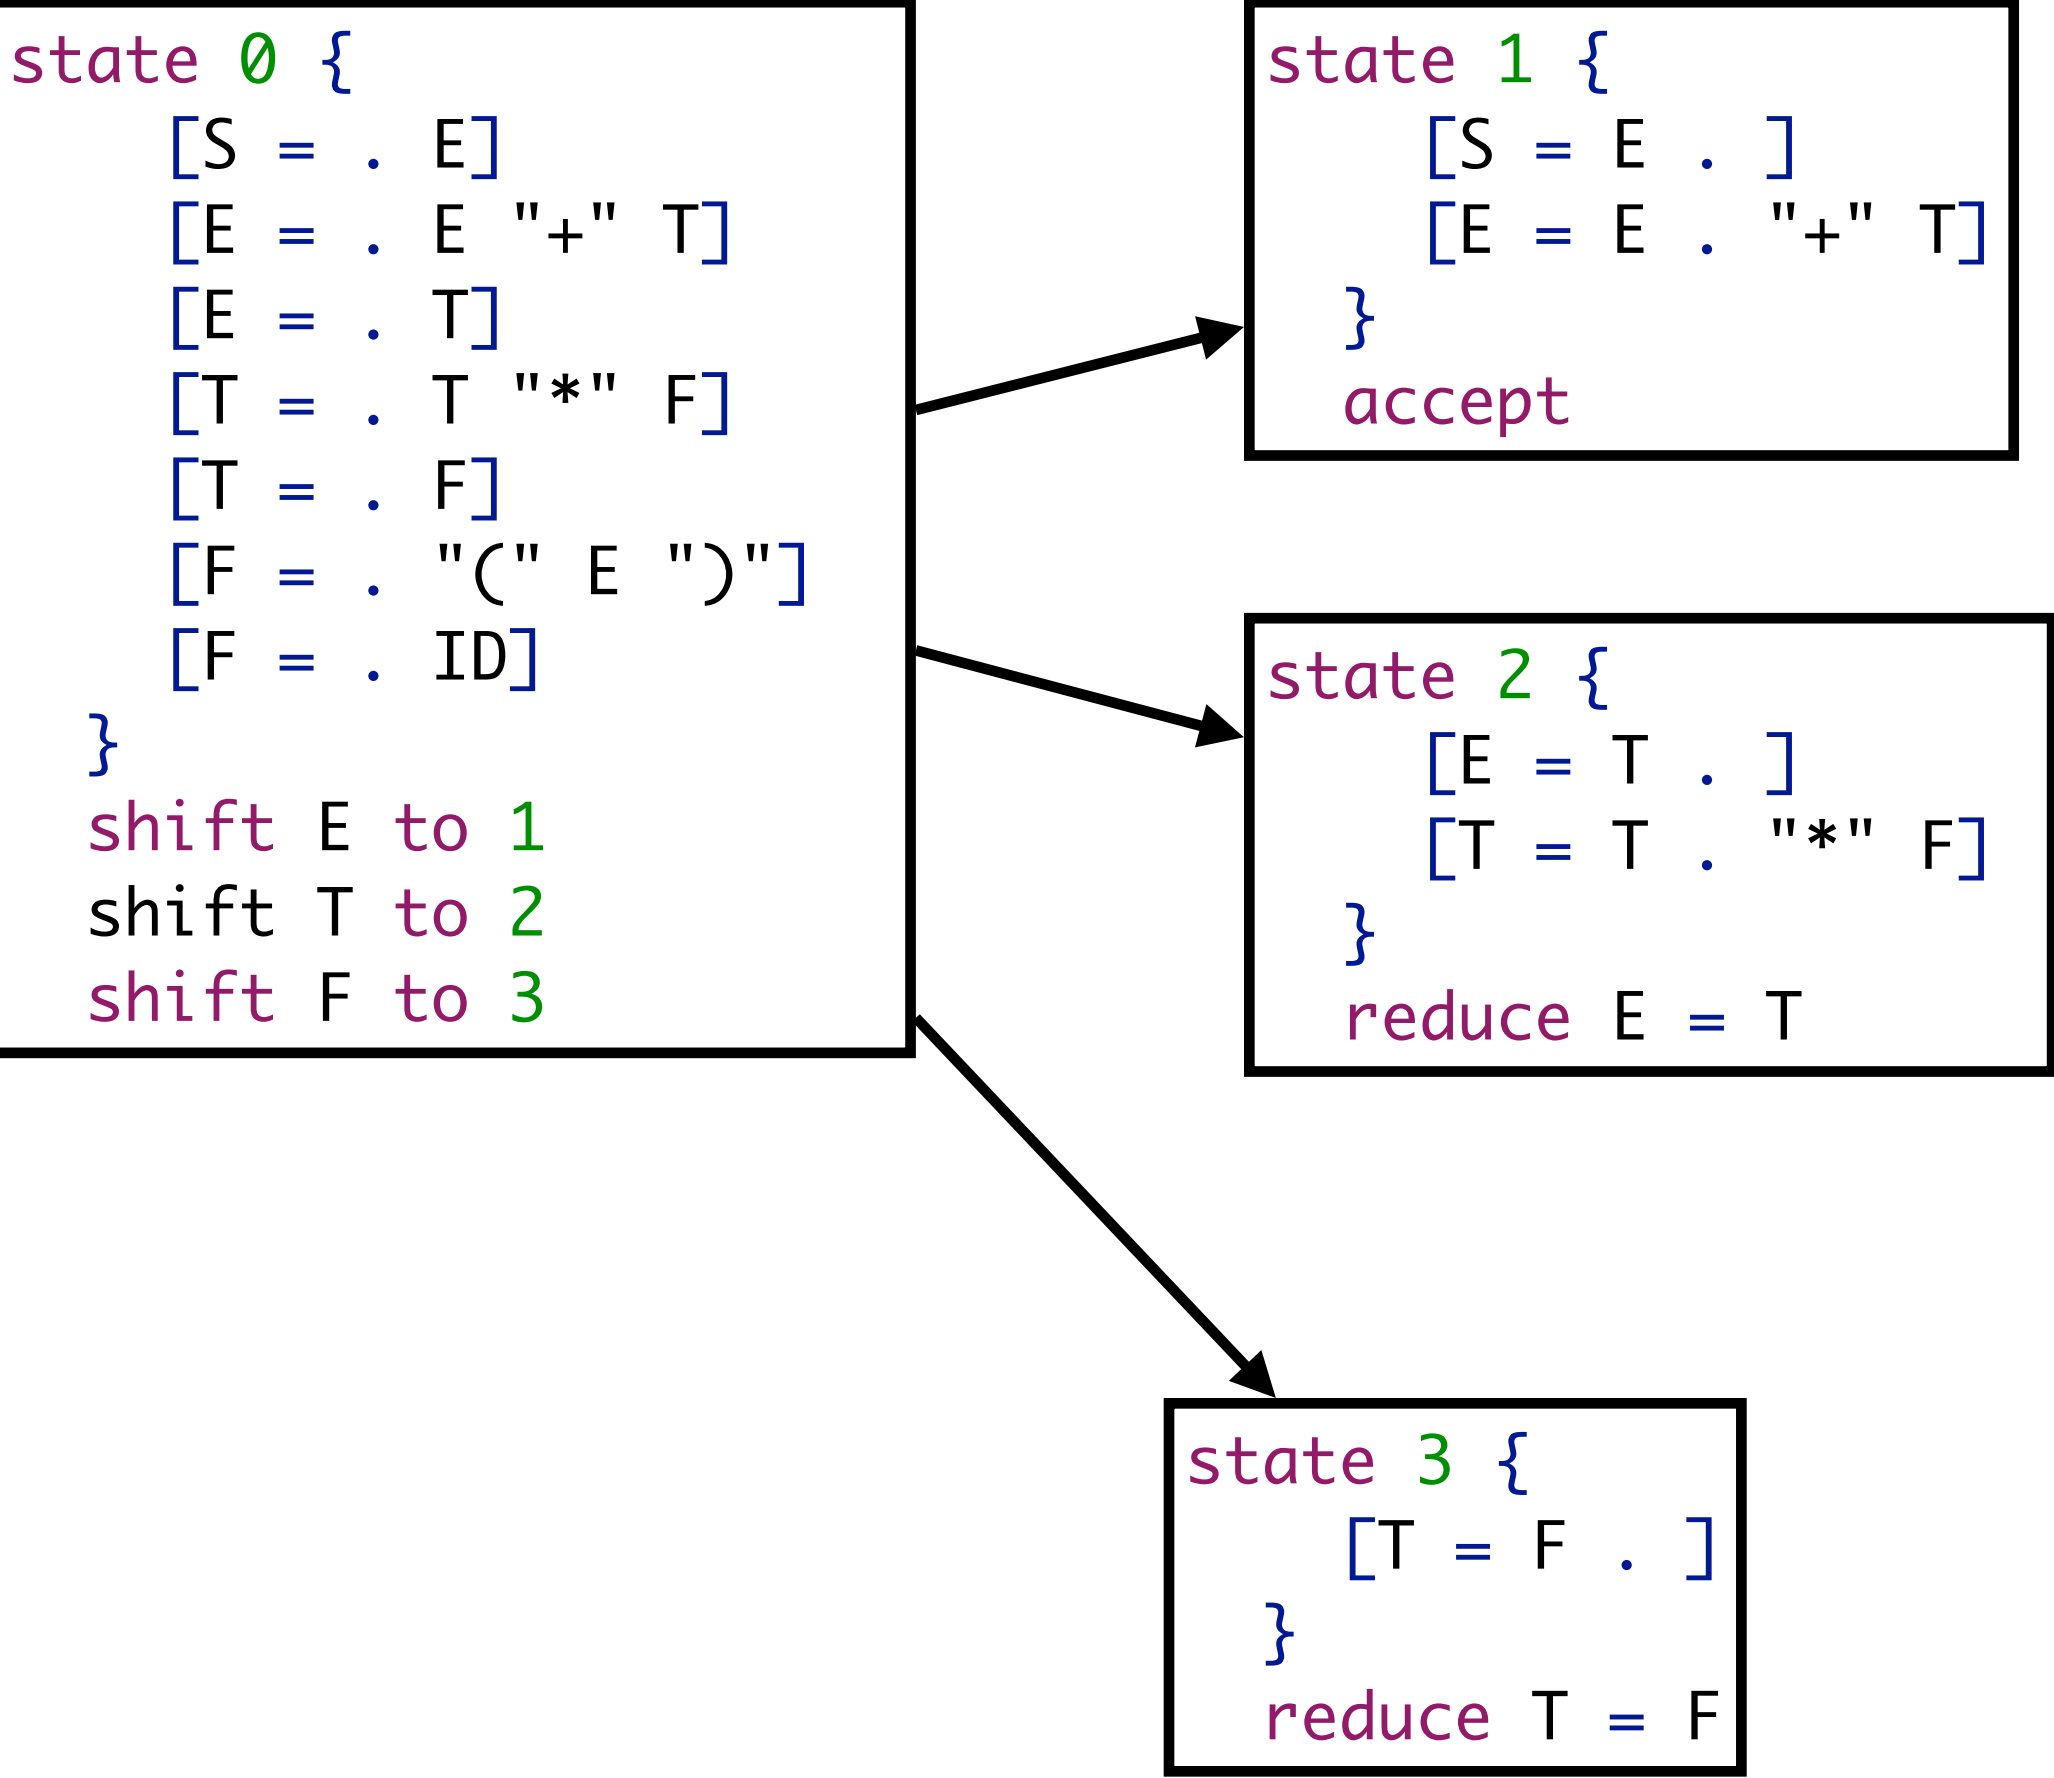 state 0 {
[S = . E]
[E = . E "+" T]
[E = . T]
[T = . T "*" F]
[T = . F]
[F = . "(" E ")"]
[F = . ID]
}
shift E to 1
shift T to 2
shift F to 3
state 1 {
[S = E . ]
[E = E . "+" T]
}
accept
state 2 {
[E = T . ]
[T = T . "*" F]
}
reduce E = T
state 3 {
[T = F . ]
}
reduce T = F